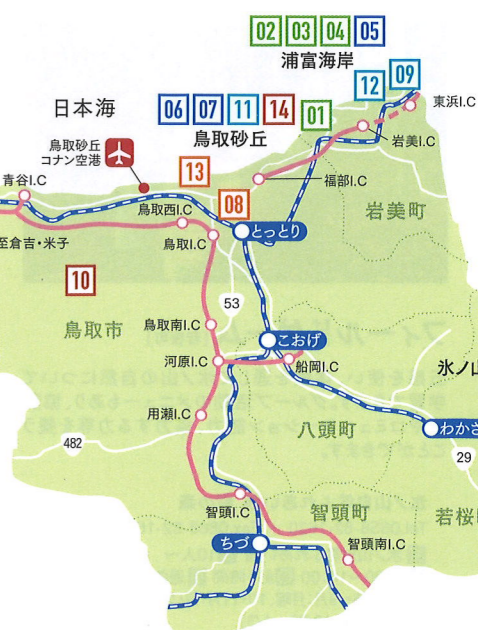 02 03 04 05
浦富海岸
12 09
日本海
06 07 11 14
鳥取砂丘
01
東浜I.C
岩美I.C
鳥取砂丘
コナン空港
13
福部I.C
青谷I.C
08
鳥取西I.C
岩美町
とっとり
至倉吉・米子
鳥取I.C
10
53
鳥取市
鳥取南I.C
こおげ
河原I.C
船岡I.C
氷ノ山
用瀬I.C
八頭町
わかさ
482
29
智頭I.C
智頭町
若桜
ちづ
智頭南I.C